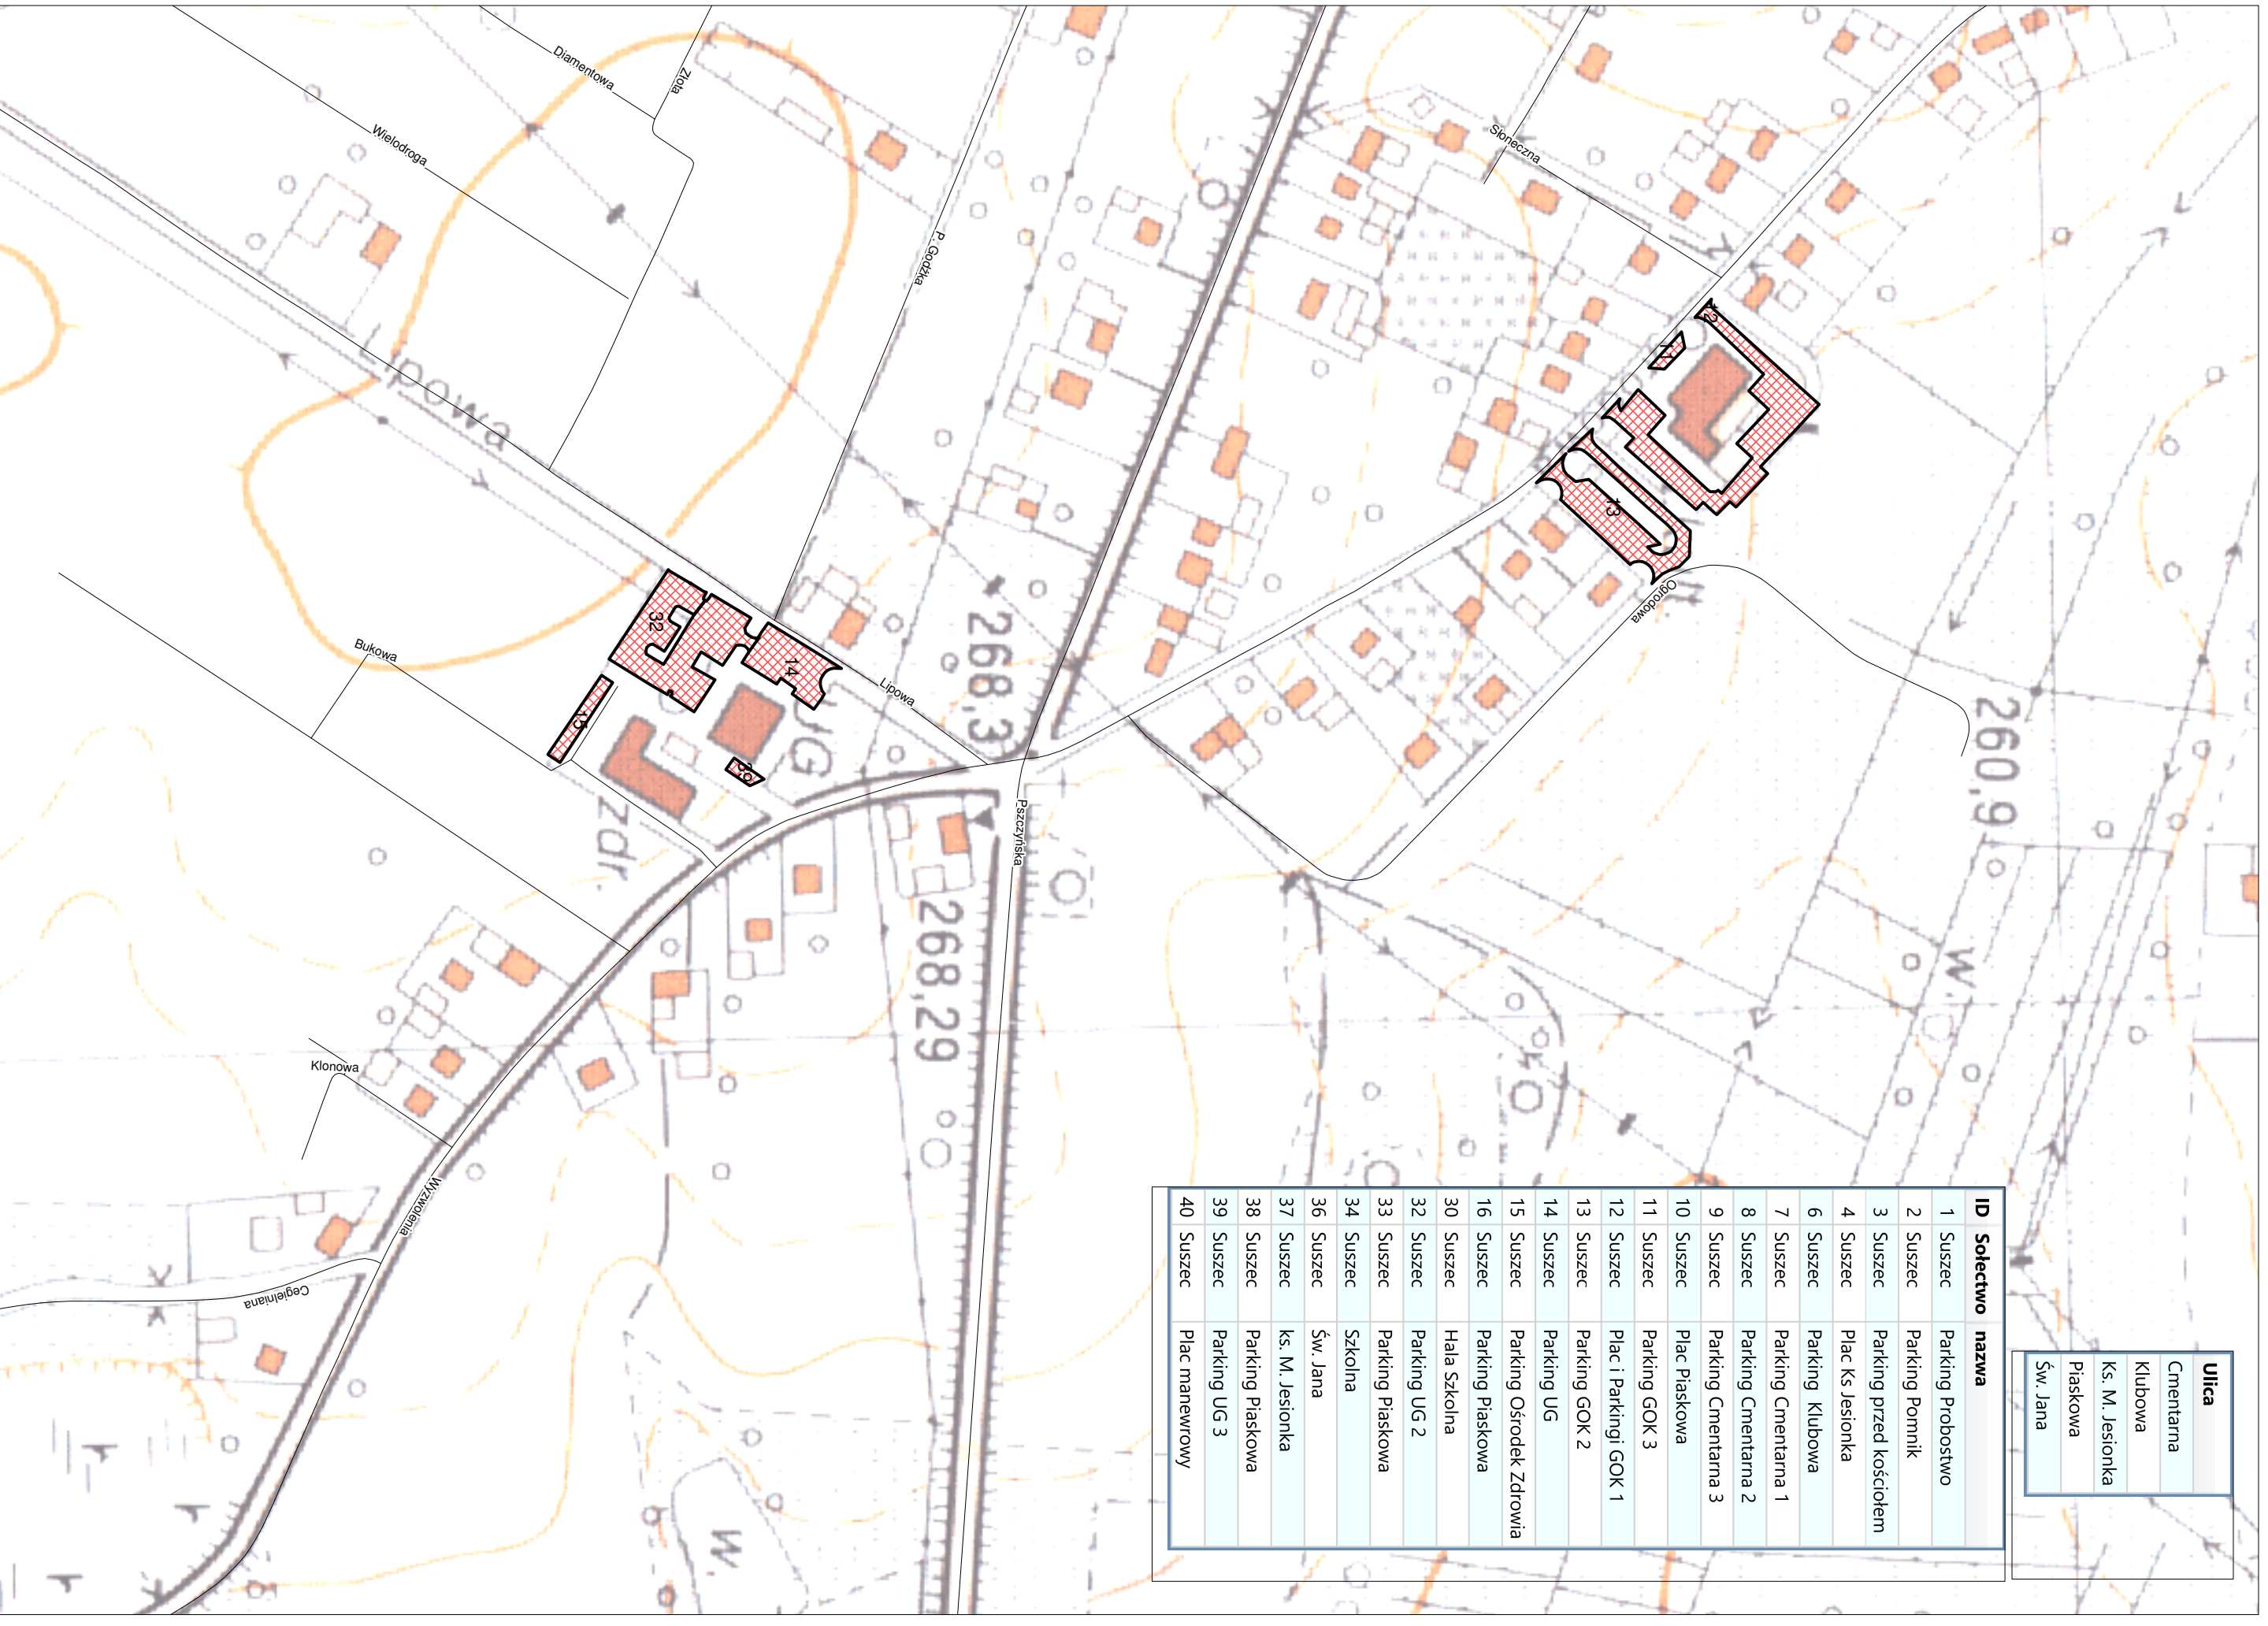 Ulica
Cmentarna
Klubowa
Ks. M. Jesionka
Piaskowa
Św. Jana
ID Sołectwo nazwa
1 Suszec Parking Probostwo
2 Suszec Parking Pomnik
3 Suszec Parking przed kościołem
4 Suszec Plac Ks Jesionka
6 Suszec Parking Klubowa
7 Suszec Parking Cmentarna 1
8 Suszec Parking Cmentarna 2
9 Suszec Parking Cmentarna 3
10 Suszec Plac Piaskowa
11 Suszec Parking GOK 3
12 Suszec Plac i Parkingi GOK 1
13 Suszec Parking GOK 2
14 Suszec Parking UG
15 Suszec Parking Ośrodek Zdrowia
16 Suszec Parking Piaskowa
30 Suszec Hala Szkolna
32 Suszec Parking UG 2
33 Suszec Parking Piaskowa
34 Suszec Szkolna
36 Suszec Św. Jana
37 Suszec ks. M. Jesionka
38 Suszec Parking Piaskowa
39 Suszec Parking UG 3
40 Suszec Plac manewrowy
Diamentowa
Złota
Wielodroga
P. Godźka
Słoneczna
12
11
13
Ogrodowa
Lipowa
32
14
15
39
Lipowa
UG
zdr.
Bukowa
268,3
260,9
268,29
Pszczyńska
W.
Klonowa
Wyzwolenia
Cegielniana
W.